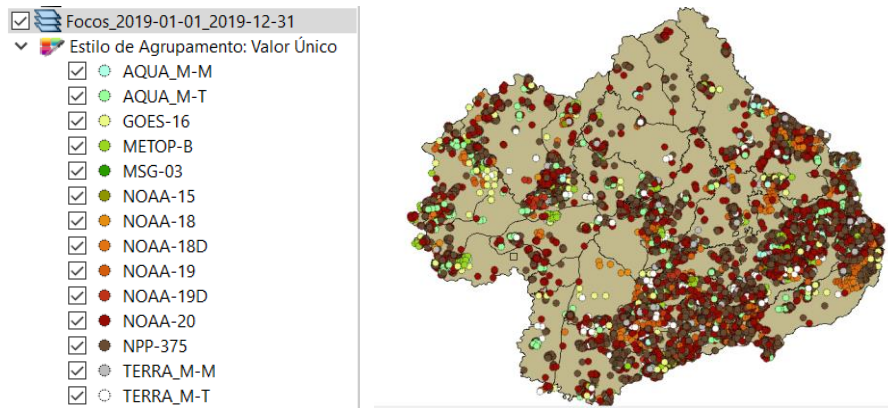 Focos_2019-01-01_2019-12-31
Estilo de Agrupamento: Valor Único
AQUA_M-M
AQUA_M-T
GOES-16
METOP-B
MSG-03
NOAA-15
NOAA-18
NOAA-18D
NOAA-19
NOAA-19D
NOAA-20
NPP-375
TERRA_M-M
TERRA_M-T